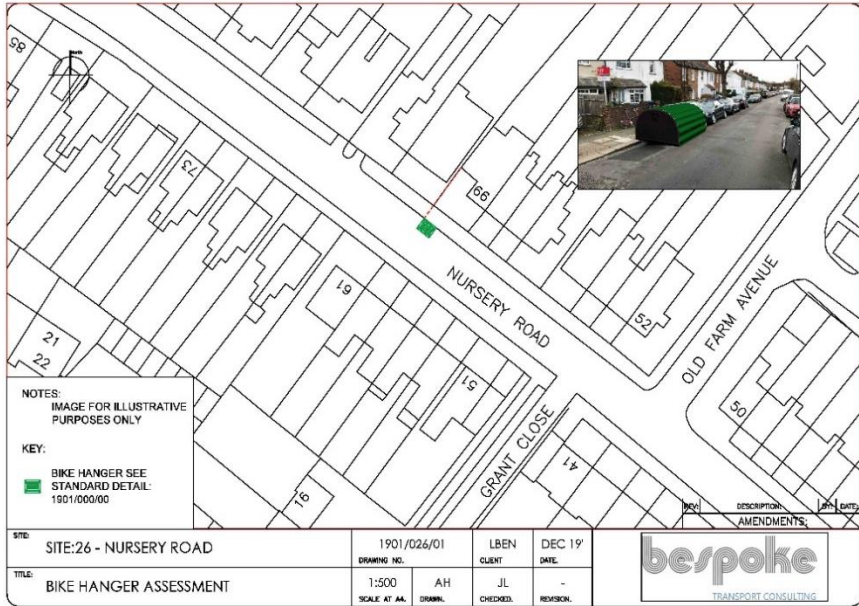 85
North
73
66
NURSERY ROAD
61
52
OLD FARM AVENUE
21
22
51
50
GRANT CLOSE
41
16
NOTES:
IMAGE FOR ILLUSTRATIVE
PURPOSES ONLY
KEY:
BIKE HANGER SEE
STANDARD DETAIL:
1901/000/00
REV: DESCRIPTION: BY: DATE:
AMENDMENTS:
SITE:
SITE:26 - NURSERY ROAD
1901/026/01
DRAWING NO.
LBEN
CLIENT
DEC 19'
DATE.
TITLE:
BIKE HANGER ASSESSMENT
1:500
SCALE AT A4.
AH
DRAWN.
JL
CHECKED.
-
REVISION.
bespoke
TRANSPORT CONSULTING